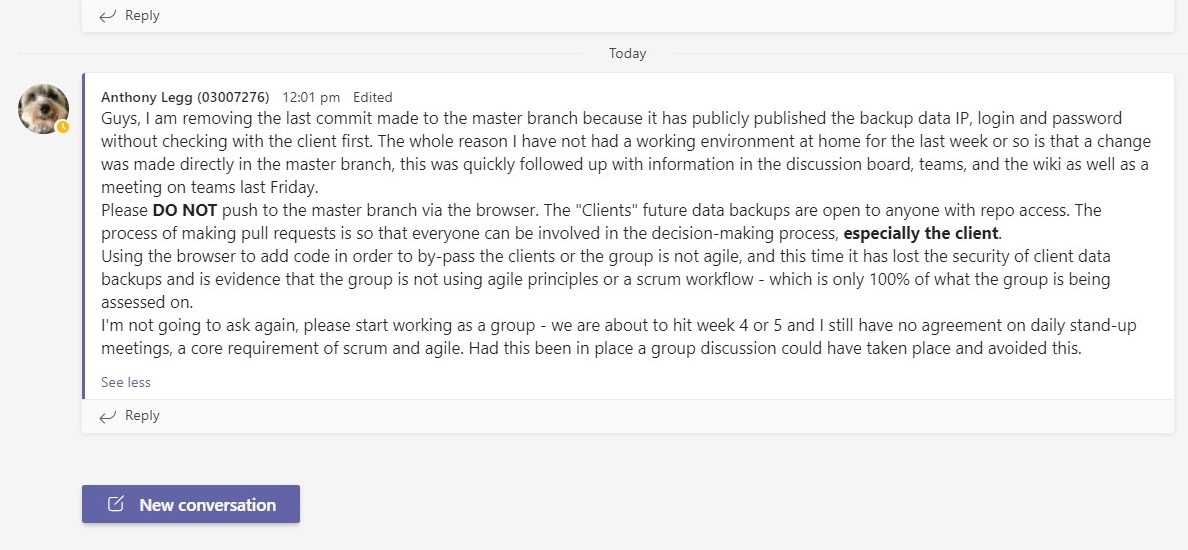 Reply
Today
Anthony Legg (03007276) 12:01 pm Edited
Guys, I am removing the last commit made to the master branch because it has publicly published the backup data IP, login and password
without checking with the client first. The whole reason I have not had a working environment at home for the last week or so is that a change
was made directly in the master branch, this was quickly followed up with information in the discussion board, teams, and the wiki as well as a
meeting on teams last Friday.
Please DO NOT push to the master branch via the browser. The "Clients" future data backups are open to anyone with repo access. The
process of making pull requests is so that everyone can be involved in the decision-making process, especially the client.
Using the browser to add code in order to by-pass the clients or the group is not agile, and this time it has lost the security of client data
backups and is evidence that the group is not using agile principles or a scrum workflow - which is only 100% of what the group is being
assessed on.
I'm not going to ask again, please start working as a group - we are about to hit week 4 or 5 and I still have no agreement on daily stand-up
meetings, a core requirement of scrum and agile. Had this been in place a group discussion could have taken place and avoided this.
See less
Reply
New conversation